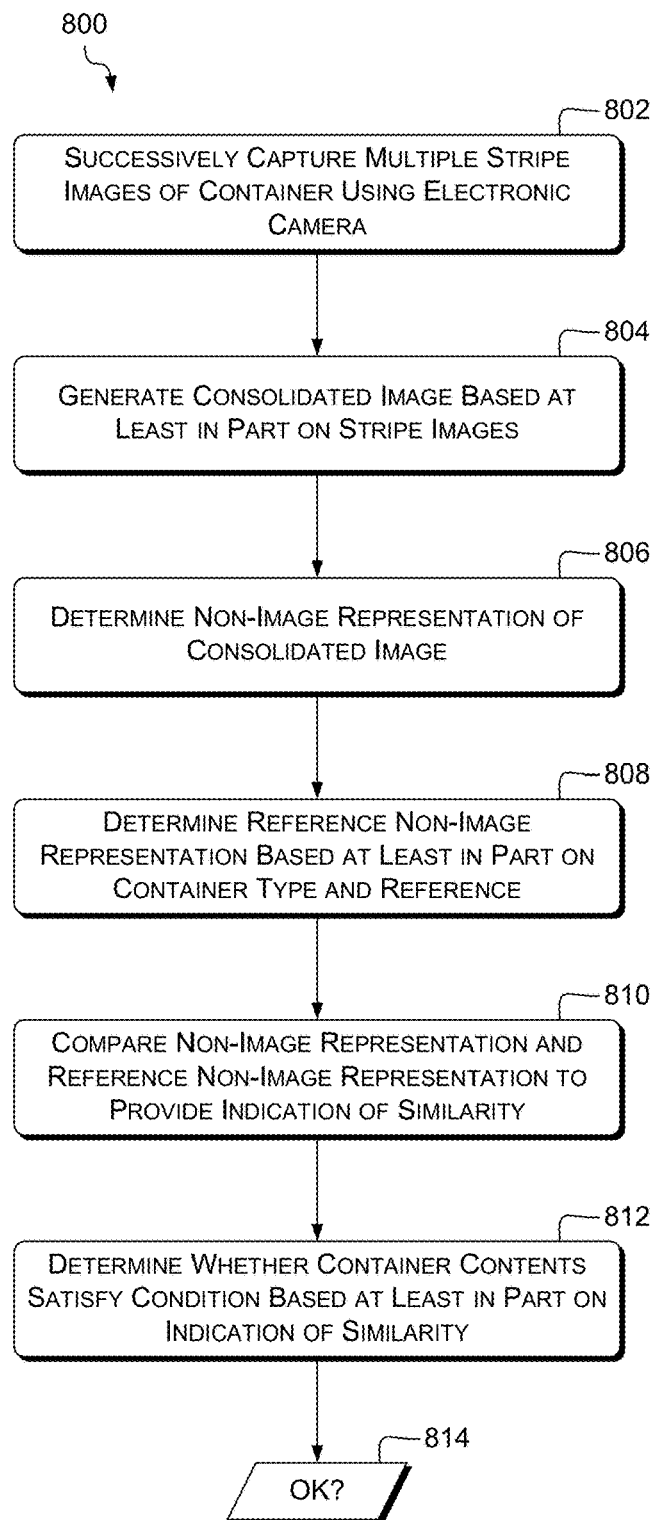 800
802
SUCCESSIVELY CAPTURE MULTIPLE STRIPE
IMAGES OF CONTAINER USING ELECTRONIC
CAMERA
804
GENERATE CONSOLIDATED IMAGE BASED AT
LEAST IN PART ON STRIPE IMAGES
806
DETERMINE NON-IMAGE REPRESENTATION OF
CONSOLIDATED IMAGE
808
DETERMINE REFERENCE NON-IMAGE
REPRESENTATION BASED AT LEAST IN PART ON
CONTAINER TYPE AND REFERENCE
810
COMPARE NON-IMAGE REPRESENTATION AND
REFERENCE NON-IMAGE REPRESENTATION TO
PROVIDE INDICATION OF SIMILARITY
812
DETERMINE WHETHER CONTAINER CONTENTS
SATISFY CONDITION BASED AT LEAST IN PART ON
INDICATION OF SIMILARITY
814
OK?